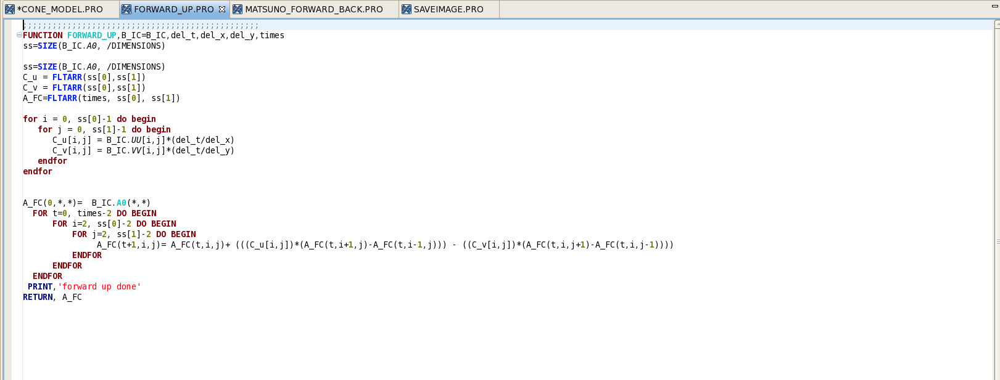 *CONE_MODEL.PRO FORWARD_UP.PRO MATSUNO_FORWARD_BACK.PRO SAVEIMAGE.PRO
;;;;;;;;;;;;;;;;;;;;;;;;;;;;;;;;;;;;;;;;;;;;;;;;
FUNCTION FORWARD_UP,B_IC=B_IC,del_t,del_x,del_y,times
ss=SIZE(B_IC.A0, /DIMENSIONS)
ss=SIZE(B_IC.A0, /DIMENSIONS)
C_u = FLTARR(ss[0],ss[1])
C_v = FLTARR(ss[0],ss[1])
A_FC=FLTARR(times, ss[0], ss[1])
for i = 0, ss[0]-1 do begin
for j = 0, ss[1]-1 do begin
C_u[i,j] = B_IC.UU[i,j]*(del_t/del_x)
C_v[i,j] = B_IC.VV[i,j]*(del_t/del_y)
endfor
endfor
A_FC(0,*,*)=  B_IC.A0(*,*)
FOR t=0, times-2 DO BEGIN
FOR i=2, ss[0]-2 DO BEGIN
FOR j=2, ss[1]-2 DO BEGIN
A_FC(t+1,i,j)= A_FC(t,i,j)+ (((C_u[i,j])*(A_FC(t,i+1,j)-A_FC(t,i-1,j))) - ((C_v[i,j])*(A_FC(t,i,j+1)-A_FC(t,i,j-1))))
ENDFOR
ENDFOR
ENDFOR
PRINT,'forward up done'
RETURN, A_FC